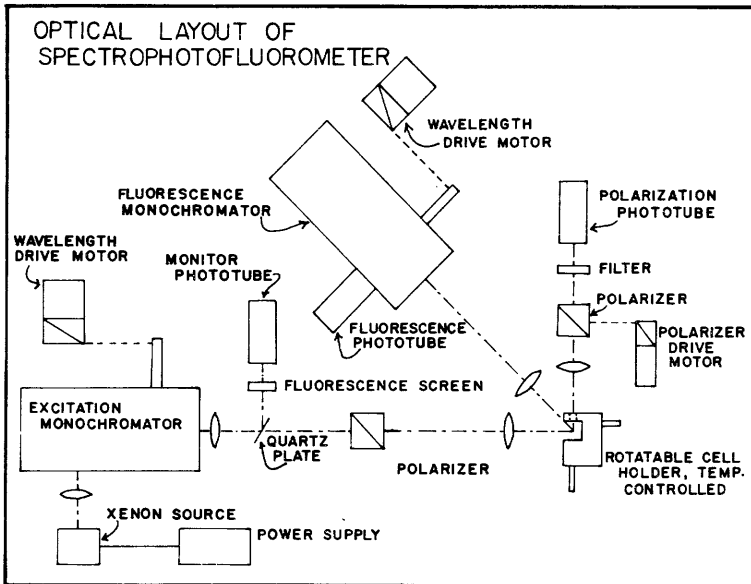 OPTICAL LAYOUT OF
SPECTROPHOTOFLUOROMETER
WAVELENGTH
DRIVE MOTOR
FLUORESCENCE
MONOCHROMATOR
POLARIZATION
PHOTOTUBE
WAVELENGTH
DRIVE MOTOR
MONITOR
PHOTOTUBE
FILTER
POLARIZER
FLUORESCENCE
PHOTOTUBE
POLARIZER
DRIVE
MOTOR
FLUORESCENCE SCREEN
EXCITATION
MONOCHROMATOR
QUARTZ
PLATE
POLARIZER
ROTATABLE CELL
HOLDER, TEMP.
CONTROLLED
XENON SOURCE
POWER SUPPLY